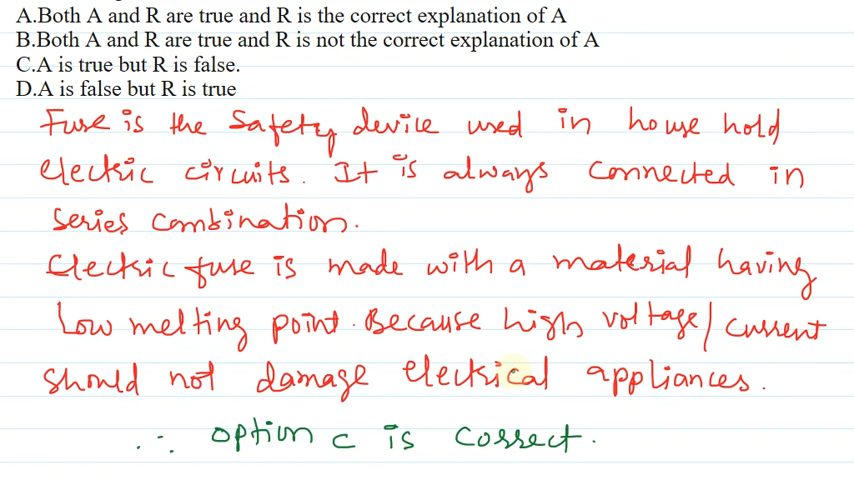 A.Both A and R are true and R is the correct explanation of A
B.Both A and R are true and R is not the correct explanation of A
C.A is true but R is false.
D.A is false but R is true
Fuse is the Safety device used in house hold
electric circuits. It is always connected in
series combination.
Electric fuse is made with a material having
Low melting point. Because high voltage/current
should not damage electrical appliances.
∴ option c is correct.